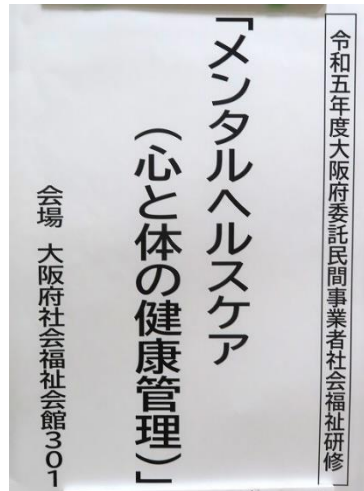 令和五年度大阪府委託民間事業者社会福祉研修
「メンタルヘルスケア
（心と体の健康管理）」
会場 大阪府社会福祉会館301